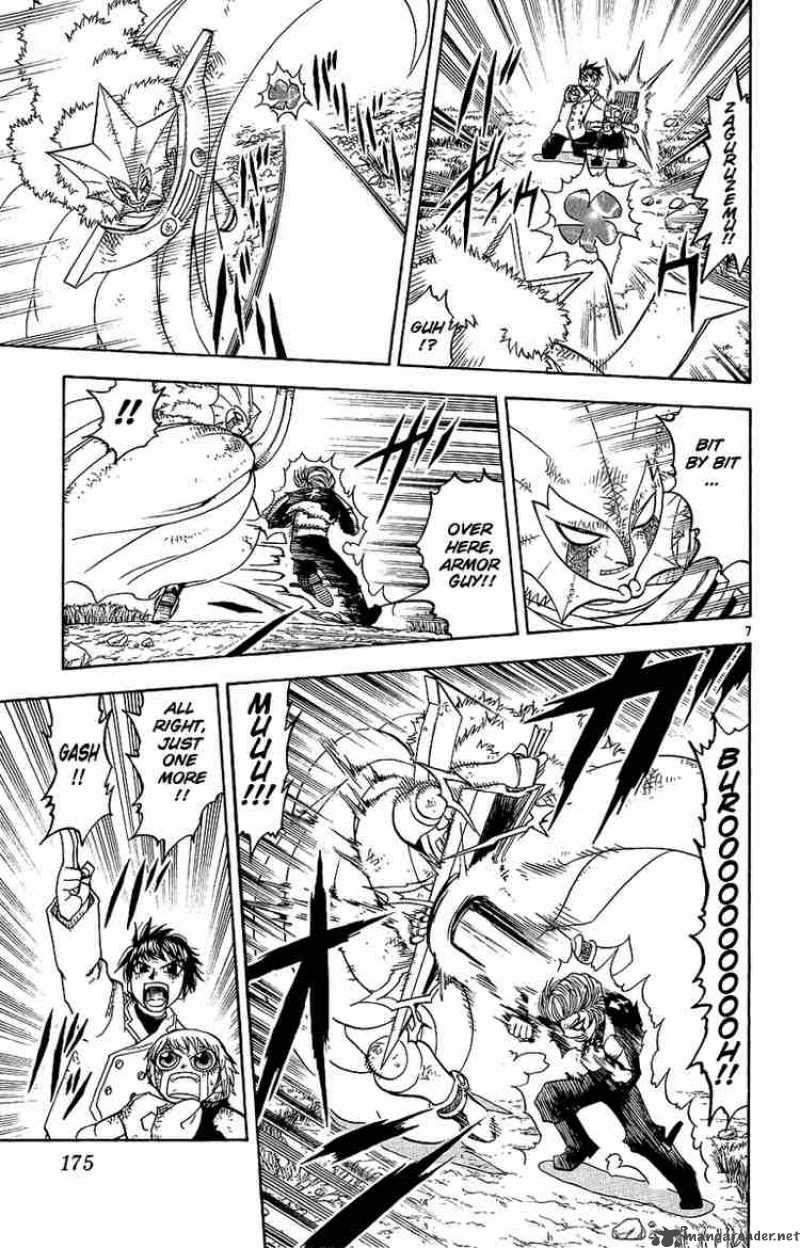 ZAGURUZEMU!!
GUH
!?
BIT
BY BIT
...
OVER
HERE,
ARMOR
GUY!!
!!
7
BUROOOOOOOOOOOH!!
MUUU!!!
ALL
RIGHT,
JUST
ONE
MORE
!!
GASH
!!
175
mangareader.net